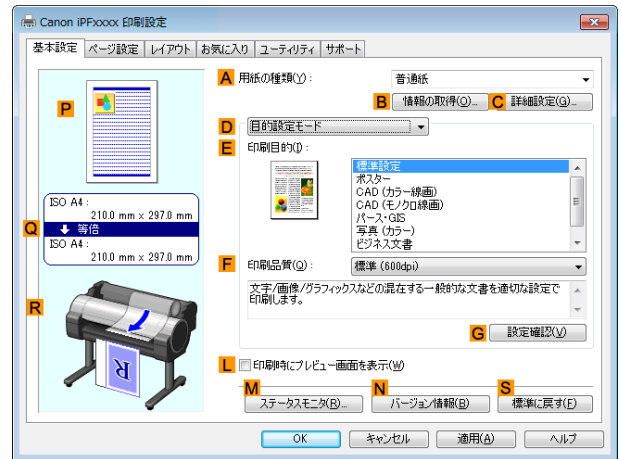 Canon iPFxxxx 印刷設定
基本設定 ページ設定 レイアウト お気に入り ユーティリティ サポート
A 用紙の種類(Y): 普通紙
B 情報の取得(O)... C 詳細設定(G)...
P
D 目的設定モード
E 印刷目的(I):
標準設定
ポスター
CAD (カラー線画)
CAD (モノクロ線画)
パース・GIS
写真 (カラー)
ビジネス文書
ISO A4 :
210.0 mm x 297.0 mm
Q 等倍
ISO A4 :
210.0 mm x 297.0 mm
F 印刷品質(Q): 標準 (600dpi)
文字/画像/グラフィックスなどの混在する一般的な文書を適切な設定で
印刷します。
R
G 設定確認(V)
R
L 印刷時にプレビュー画面を表示(W)
M N S
ステータスモニタ(R)... バージョン情報(B) 標準に戻す(F)
OK キャンセル 適用(A) ヘルプ